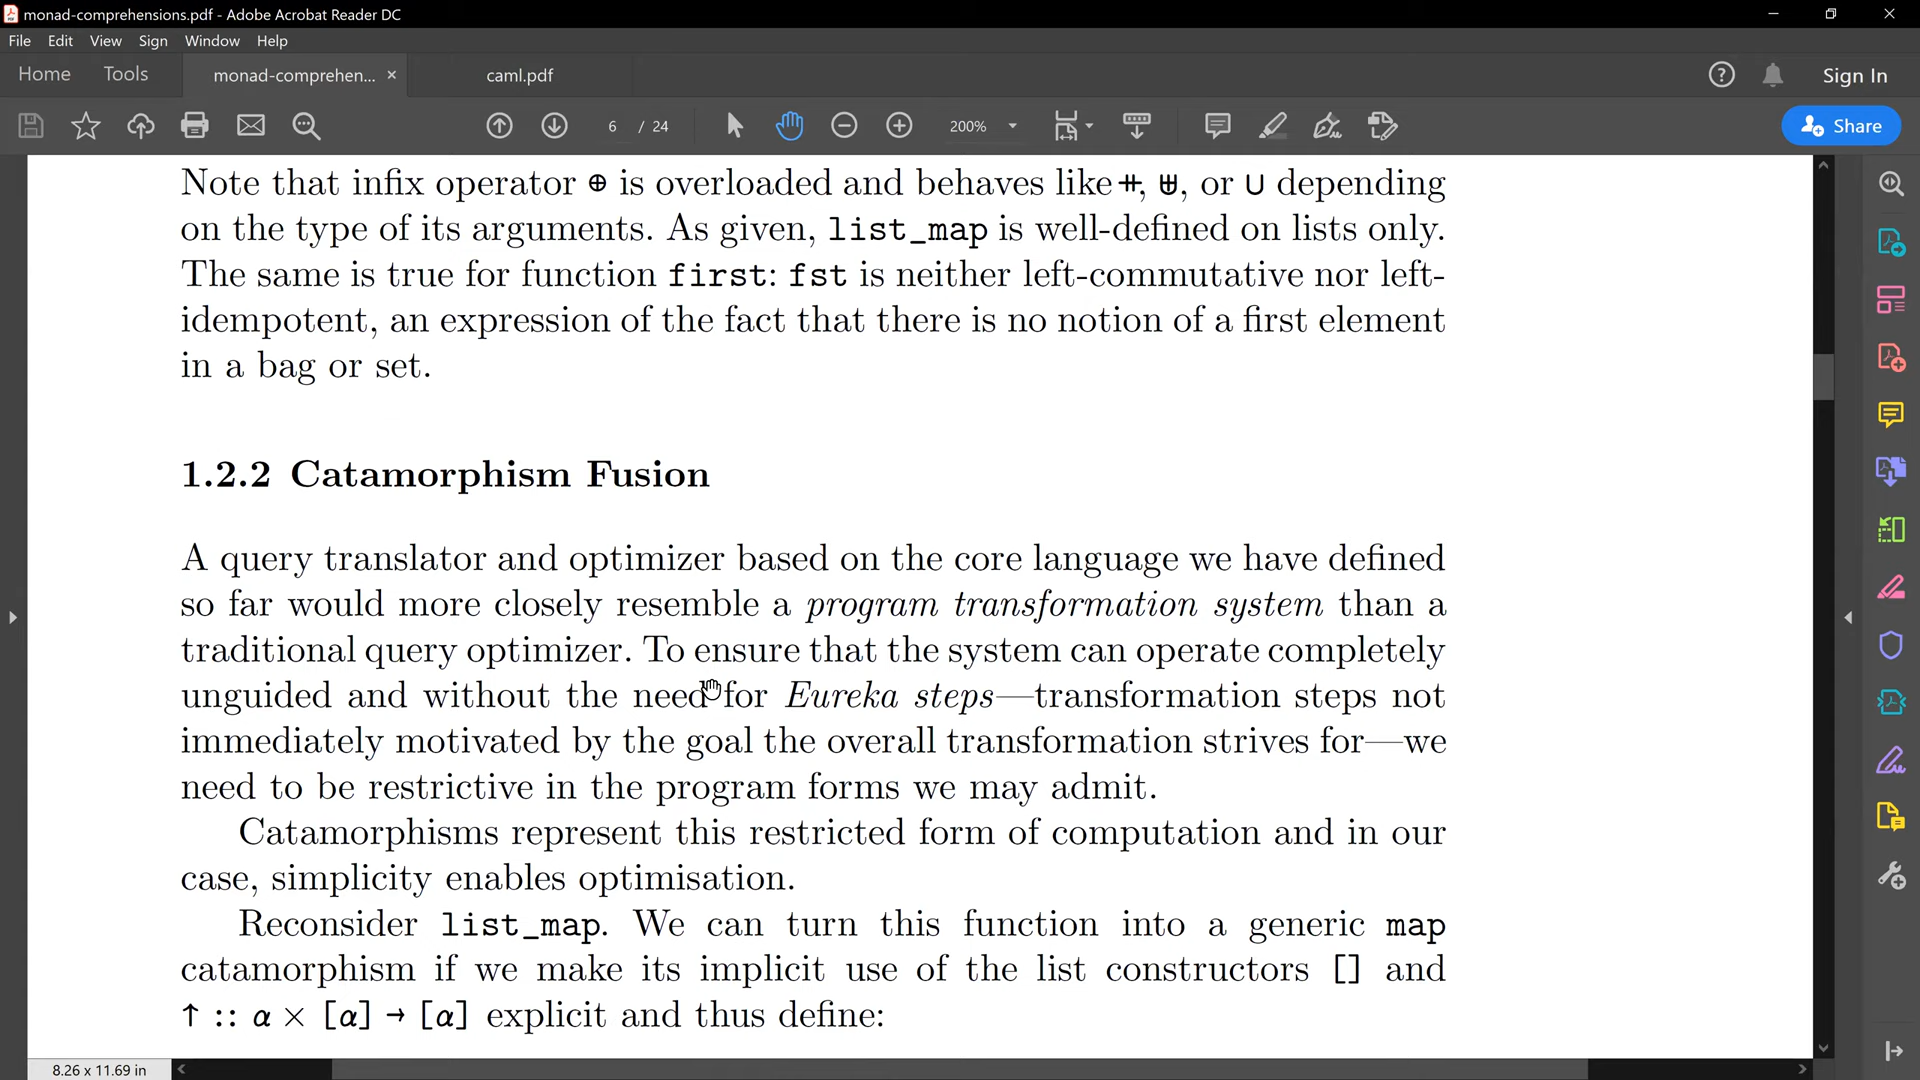 monad-comprehensions.pdf - Adobe Acrobat Reader DC
File Edit View Sign Window Help
Home Tools monad-comprehen... × caml.pdf Sign In
6 / 24 200% Share
Note that infix operator ⊕ is overloaded and behaves like ⧺, ⊎, or ∪ depending
on the type of its arguments. As given, list_map is well-defined on lists only.
The same is true for function first: fst is neither left-commutative nor left-
idempotent, an expression of the fact that there is no notion of a first element
in a bag or set.
1.2.2 Catamorphism Fusion
A query translator and optimizer based on the core language we have defined
so far would more closely resemble a program transformation system than a
traditional query optimizer. To ensure that the system can operate completely
unguided and without the need for Eureka steps—transformation steps not
immediately motivated by the goal the overall transformation strives for—we
need to be restrictive in the program forms we may admit.
Catamorphisms represent this restricted form of computation and in our
case, simplicity enables optimisation.
Reconsider list_map. We can turn this function into a generic map
catamorphism if we make its implicit use of the list constructors [] and
↑ :: α × [α] → [α] explicit and thus define:
8.26 x 11.69 in